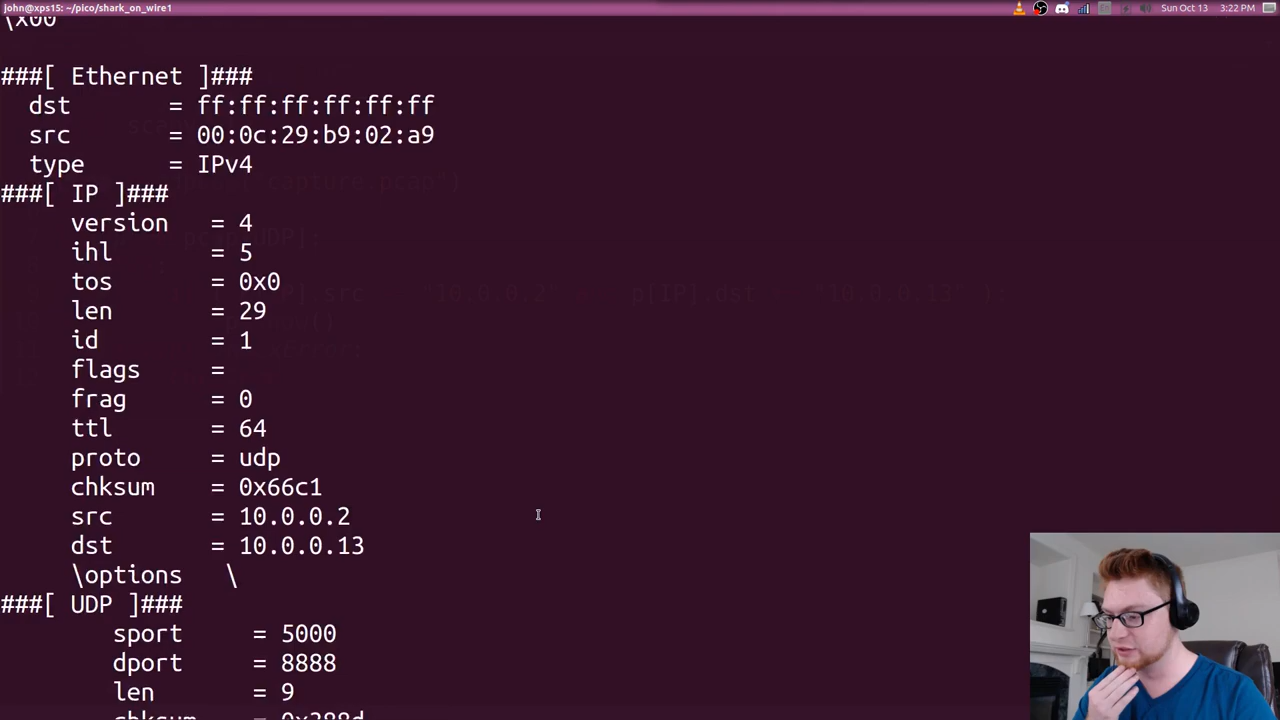 john@xps15: ~/pico/shark_on_wire1
Sun Oct 13
3:22 PM
\x00
###[ Ethernet ]###
dst = ff:ff:ff:ff:ff:ff
src = 00:0c:29:b9:02:a9
type = IPv4
###[ IP ]###
version = 4
ihl = 5
tos = 0x0
len = 29
id = 1
flags =
frag = 0
ttl = 64
proto = udp
chksum = 0x66c1
src = 10.0.0.2
dst = 10.0.0.13
\options \
###[ UDP ]###
sport = 5000
dport = 8888
len = 9
chksum = 0x388d